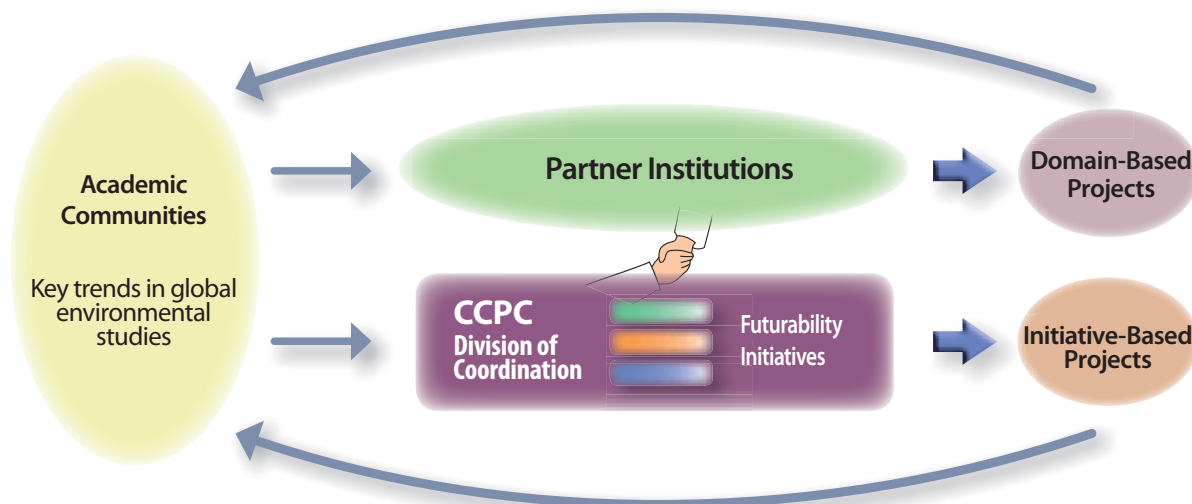 Academic
Communities
Key trends in global
environmental
studies
Partner Institutions
Domain-Based
Projects
CCPC
Division of
Coordination
Futurability
Initiatives
Initiative-Based
Projects